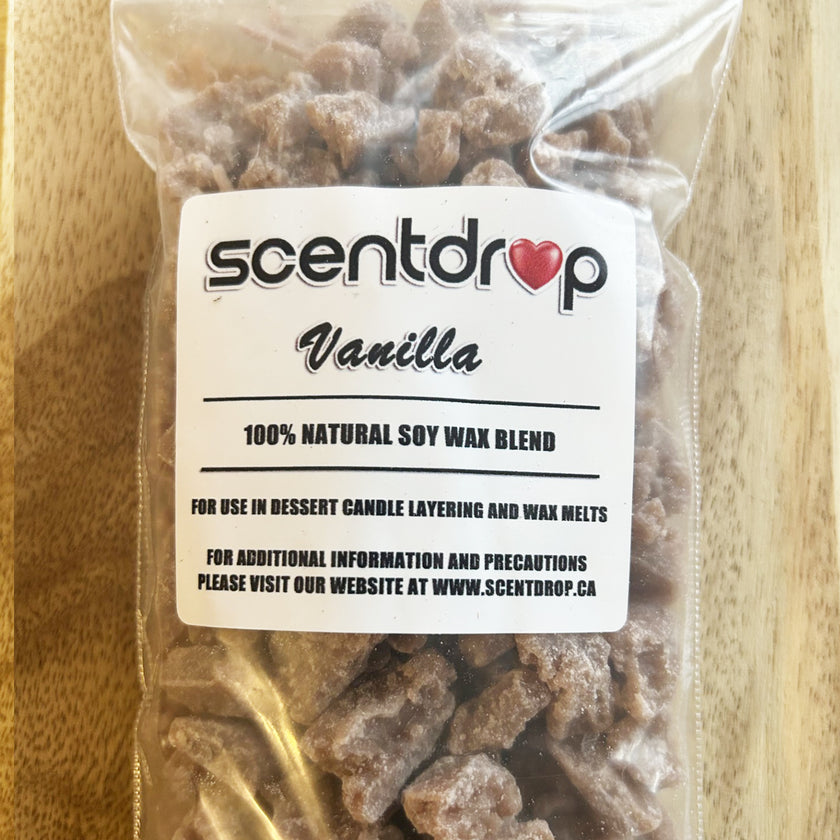 scentdrop
Vanilla
100% NATURAL SOY WAX BLEND
FOR USE IN DESSERT CANDLE LAYERING AND WAX MELTS
FOR ADDITIONAL INFORMATION AND PRECAUTIONS
PLEASE VISIT OUR WEBSITE AT WWW.SCENTDROP.CA